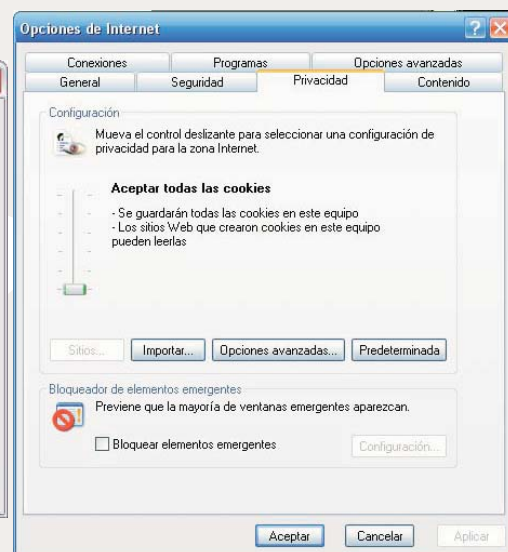 Opciones de Internet
Conexiones Programas Opciones avanzadas
General Seguridad Privacidad Contenido
Configuración
Mueva el control deslizante para seleccionar una configuración de
privacidad para la zona Internet.
Aceptar todas las cookies
- Se guardarán todas las cookies en este equipo
- Los sitios Web que crearon cookies en este equipo
pueden leerlas
Sitios... Importar... Opciones avanzadas... Predeterminada
Bloqueador de elementos emergentes
Previene que la mayoría de ventanas emergentes aparezcan.
Bloquear elementos emergentes Configuración...
Aceptar Cancelar Aplicar